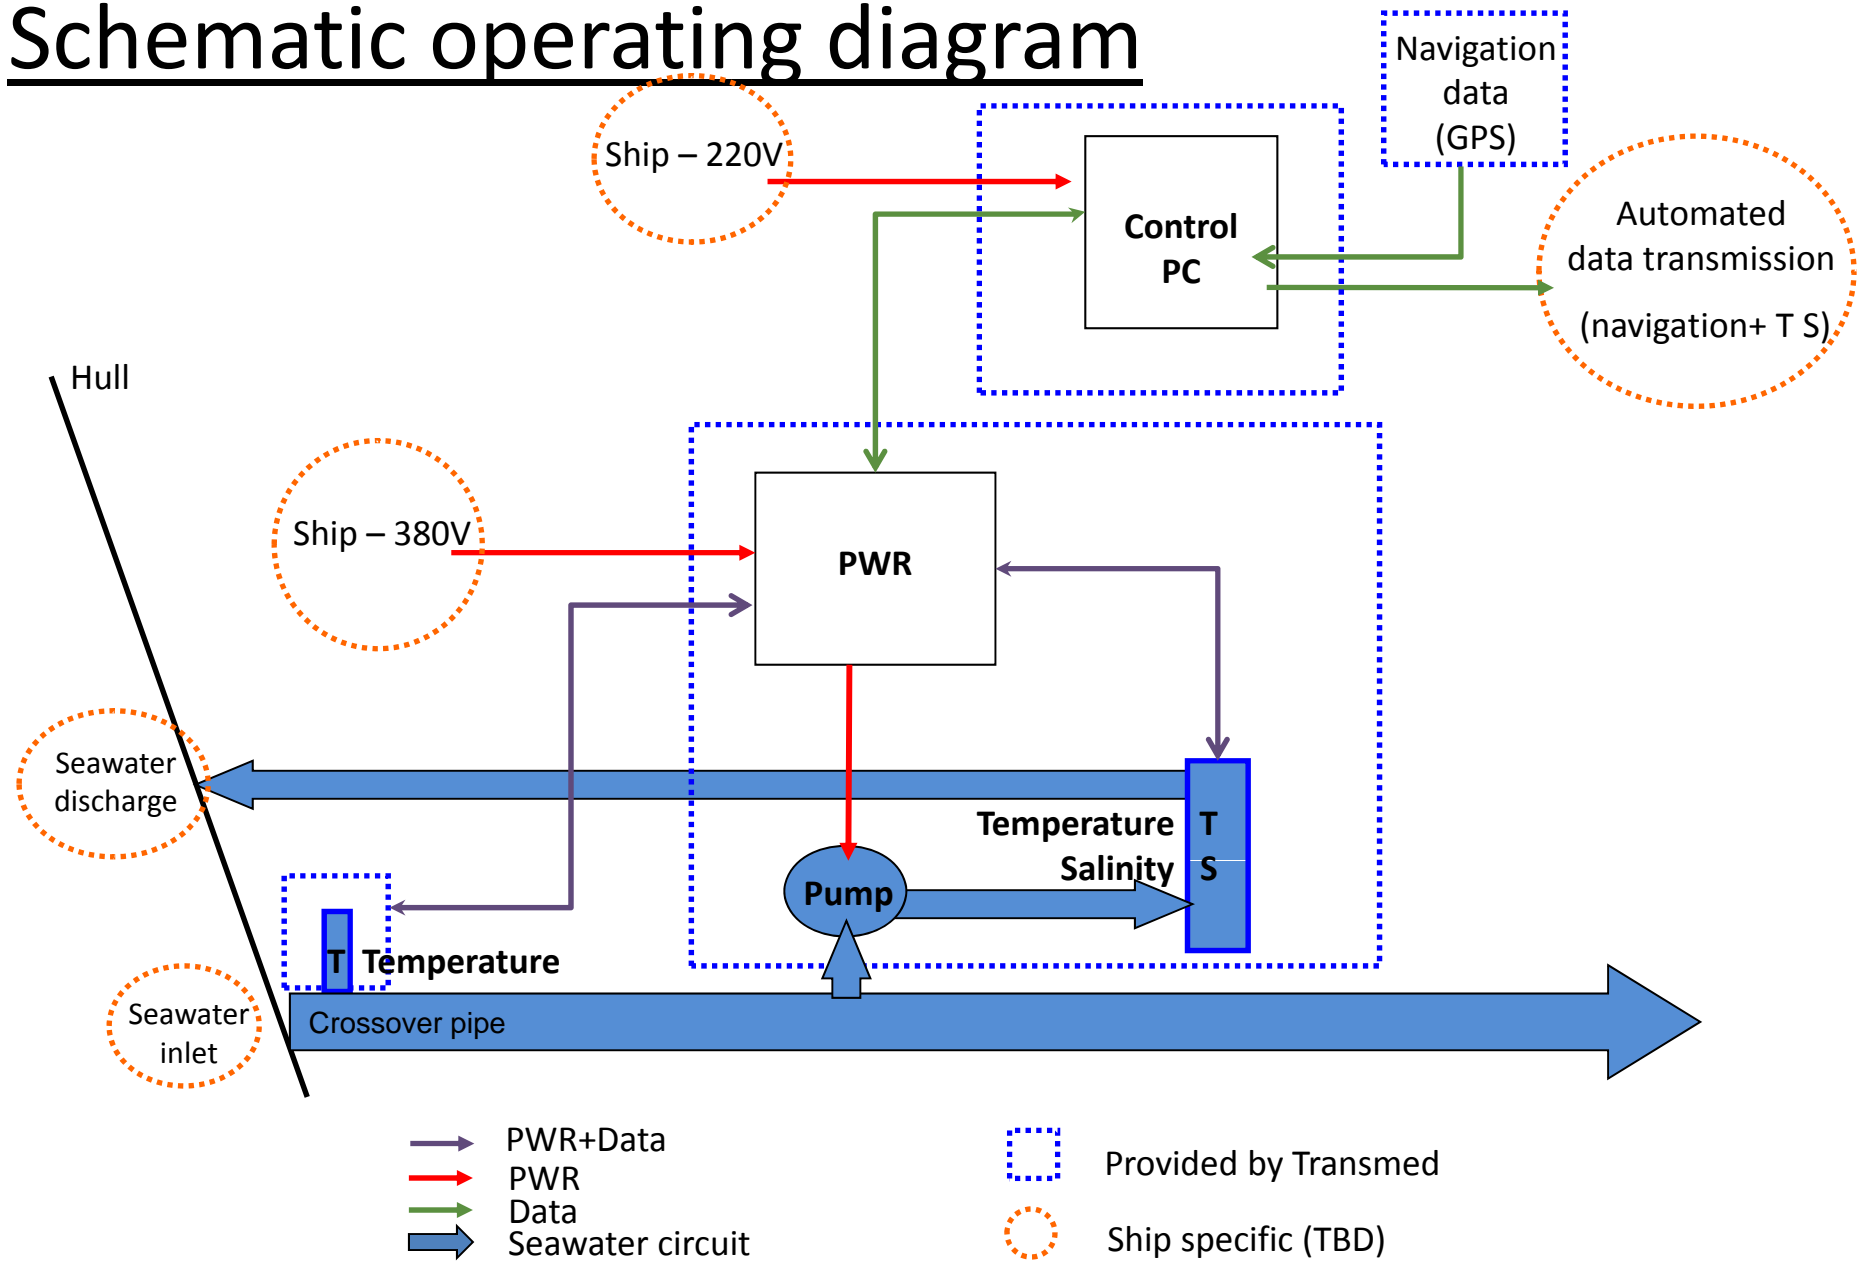 Schematic operating diagram
Navigation
data
(GPS)
Ship – 220V
Control
PC
Automated
data transmission
(navigation+ T S)
Hull
Ship – 380V
PWR
Seawater
discharge
Temperature
Salinity
T
S
Pump
T
Temperature
Seawater
inlet
Crossover pipe
PWR+Data
PWR
Data
Seawater circuit
Provided by Transmed
Ship specific (TBD)